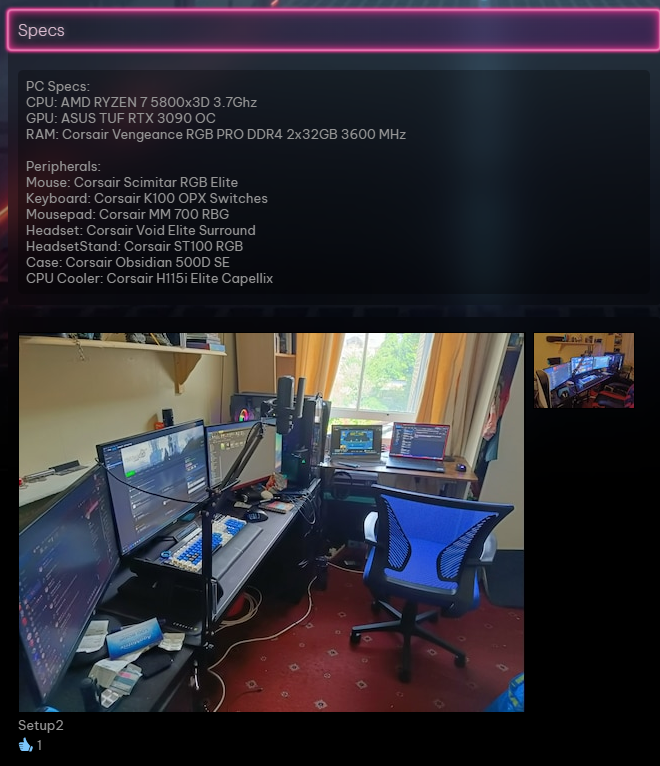 Specs
PC Specs:
CPU: AMD RYZEN 7 5800x3D 3.7Ghz
GPU: ASUS TUF RTX 3090 OC
RAM: Corsair Vengeance RGB PRO DDR4 2x32GB 3600 MHz
Peripherals:
Mouse: Corsair Scimitar RGB Elite
Keyboard: Corsair K100 OPX Switches
Mousepad: Corsair MM 700 RBG
Headset: Corsair Void Elite Surround
HeadsetStand: Corsair ST100 RGB
Case: Corsair Obsidian 500D SE
CPU Cooler: Corsair H115i Elite Capellix
Setup2
1